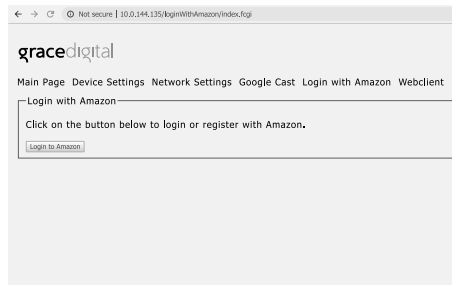 Not secure | 10.0.144.135/loginWithAmazon/index.fcgi
gracedigital
Main Page Device Settings Network Settings Google Cast Login with Amazon Webclient
Login with Amazon
Click on the button below to login or register with Amazon.
Login to Amazon